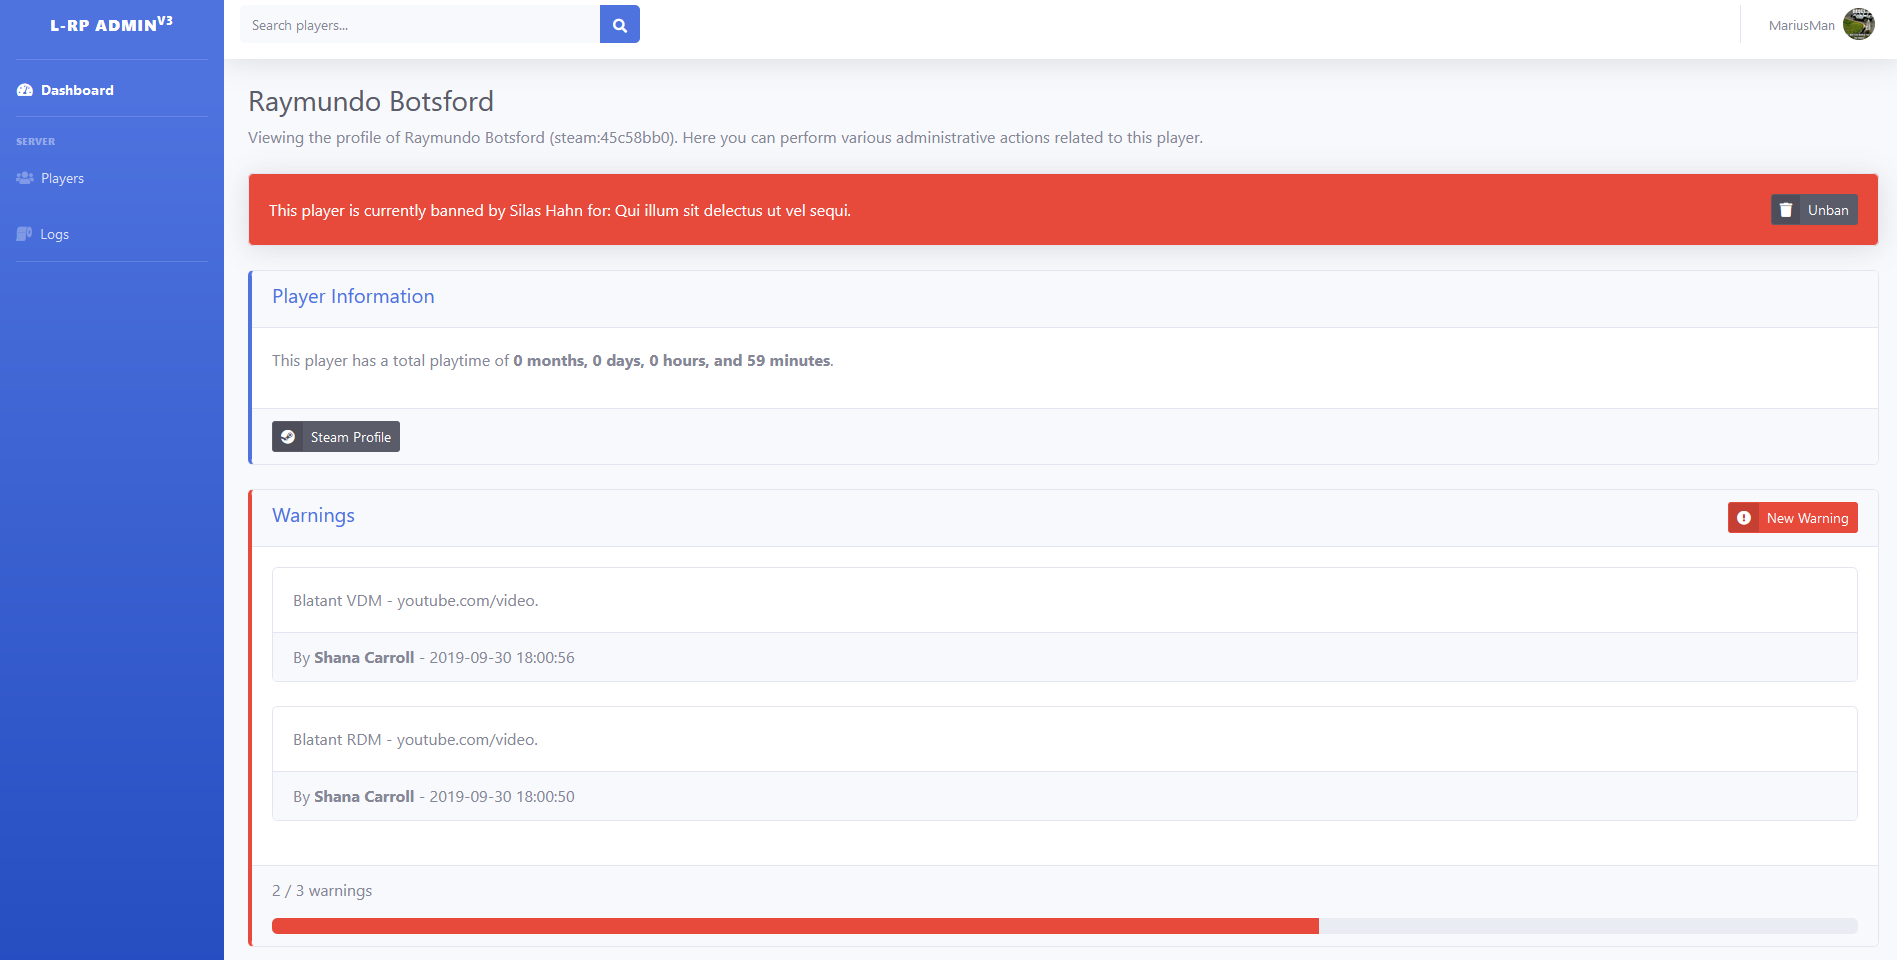 L-RP ADMIN V3
Search players...
MariusMan
Dashboard
SERVER
Players
Logs
Raymundo Botsford
Viewing the profile of Raymundo Botsford (steam:45c58bb0). Here you can perform various administrative actions related to this player.
This player is currently banned by Silas Hahn for: Qui illum sit delectus ut vel sequi.
Unban
Player Information
This player has a total playtime of 0 months, 0 days, 0 hours, and 59 minutes.
Steam Profile
Warnings
New Warning
Blatant VDM - youtube.com/video.
By Shana Carroll - 2019-09-30 18:00:56
Blatant RDM - youtube.com/video.
By Shana Carroll - 2019-09-30 18:00:50
2 / 3 warnings